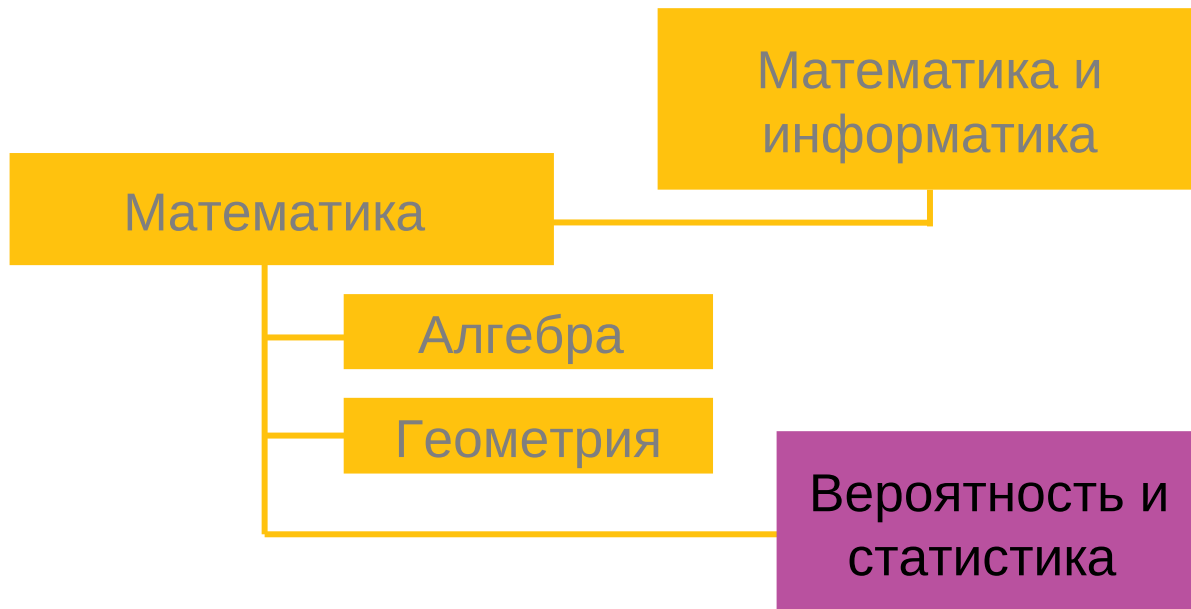 Математика и
информатика
Математика
Алгебра
Геометрия
Вероятность и
статистика